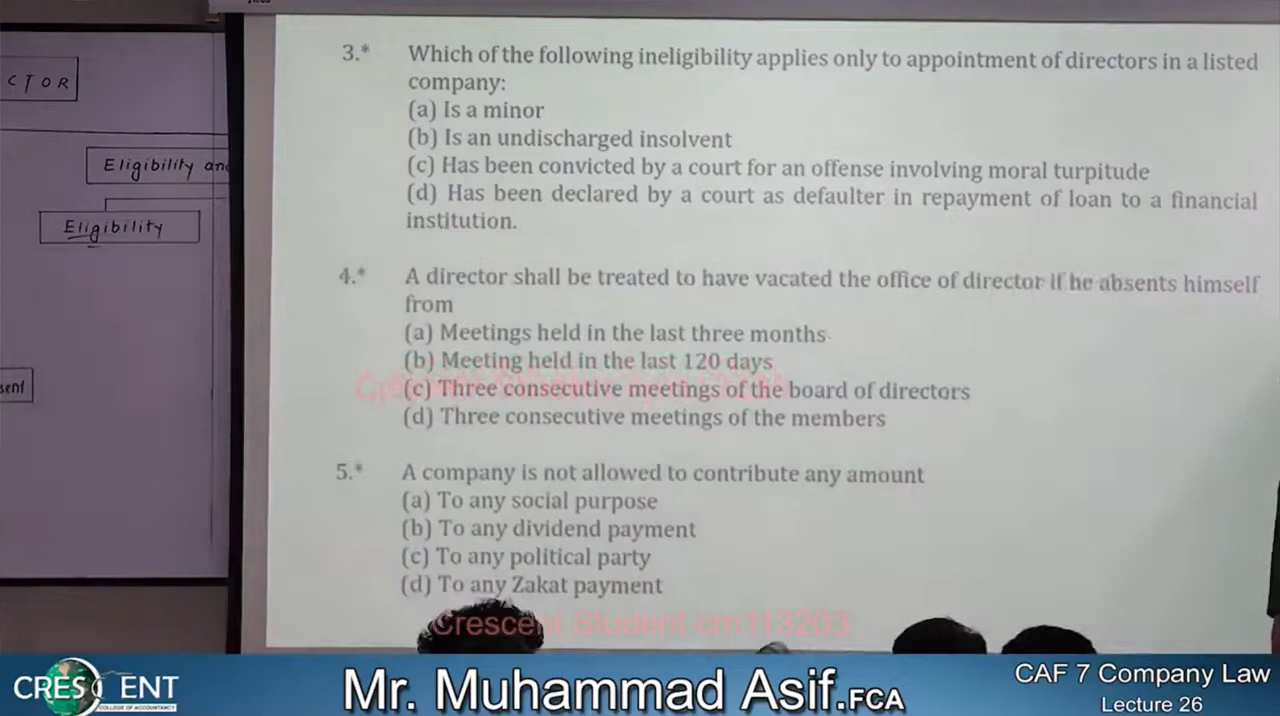 CTOR
Eligibility an
Eligibility
sent
3.* Which of the following ineligibility applies only to appointment of directors in a listed
company:
(a) Is a minor
(b) Is an undischarged insolvent
(c) Has been convicted by a court for an offense involving moral turpitude
(d) Has been declared by a court as defaulter in repayment of loan to a financial
institution.
4.* A director shall be treated to have vacated the office of director if he absents himself
from
(a) Meetings held in the last three months
(b) Meeting held in the last 120 days
(c) Three consecutive meetings of the board of directors
(d) Three consecutive meetings of the members
5.* A company is not allowed to contribute any amount
(a) To any social purpose
(b) To any dividend payment
(c) To any political party
(d) To any Zakat payment
Crescent Student cm113203
CRESCENT
COLLEGE OF ACCOUNTANCY
Mr. Muhammad Asif.FCA
CAF 7 Company Law
Lecture 26